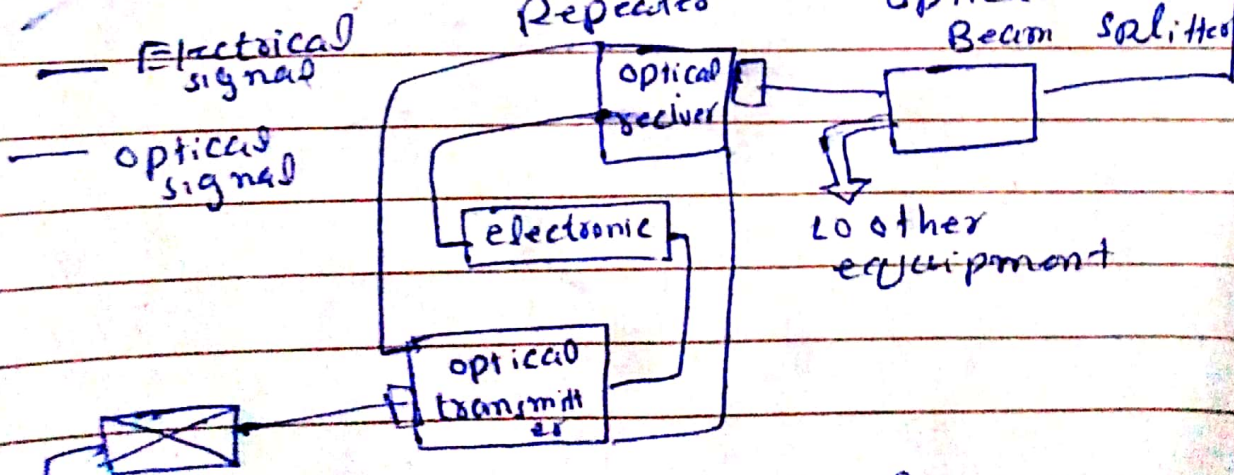 Repeater
Electrical
signal
Beam Splitter
optical
reciver
optical
signal
electronic
to other
equipment
optical
transmitt
er